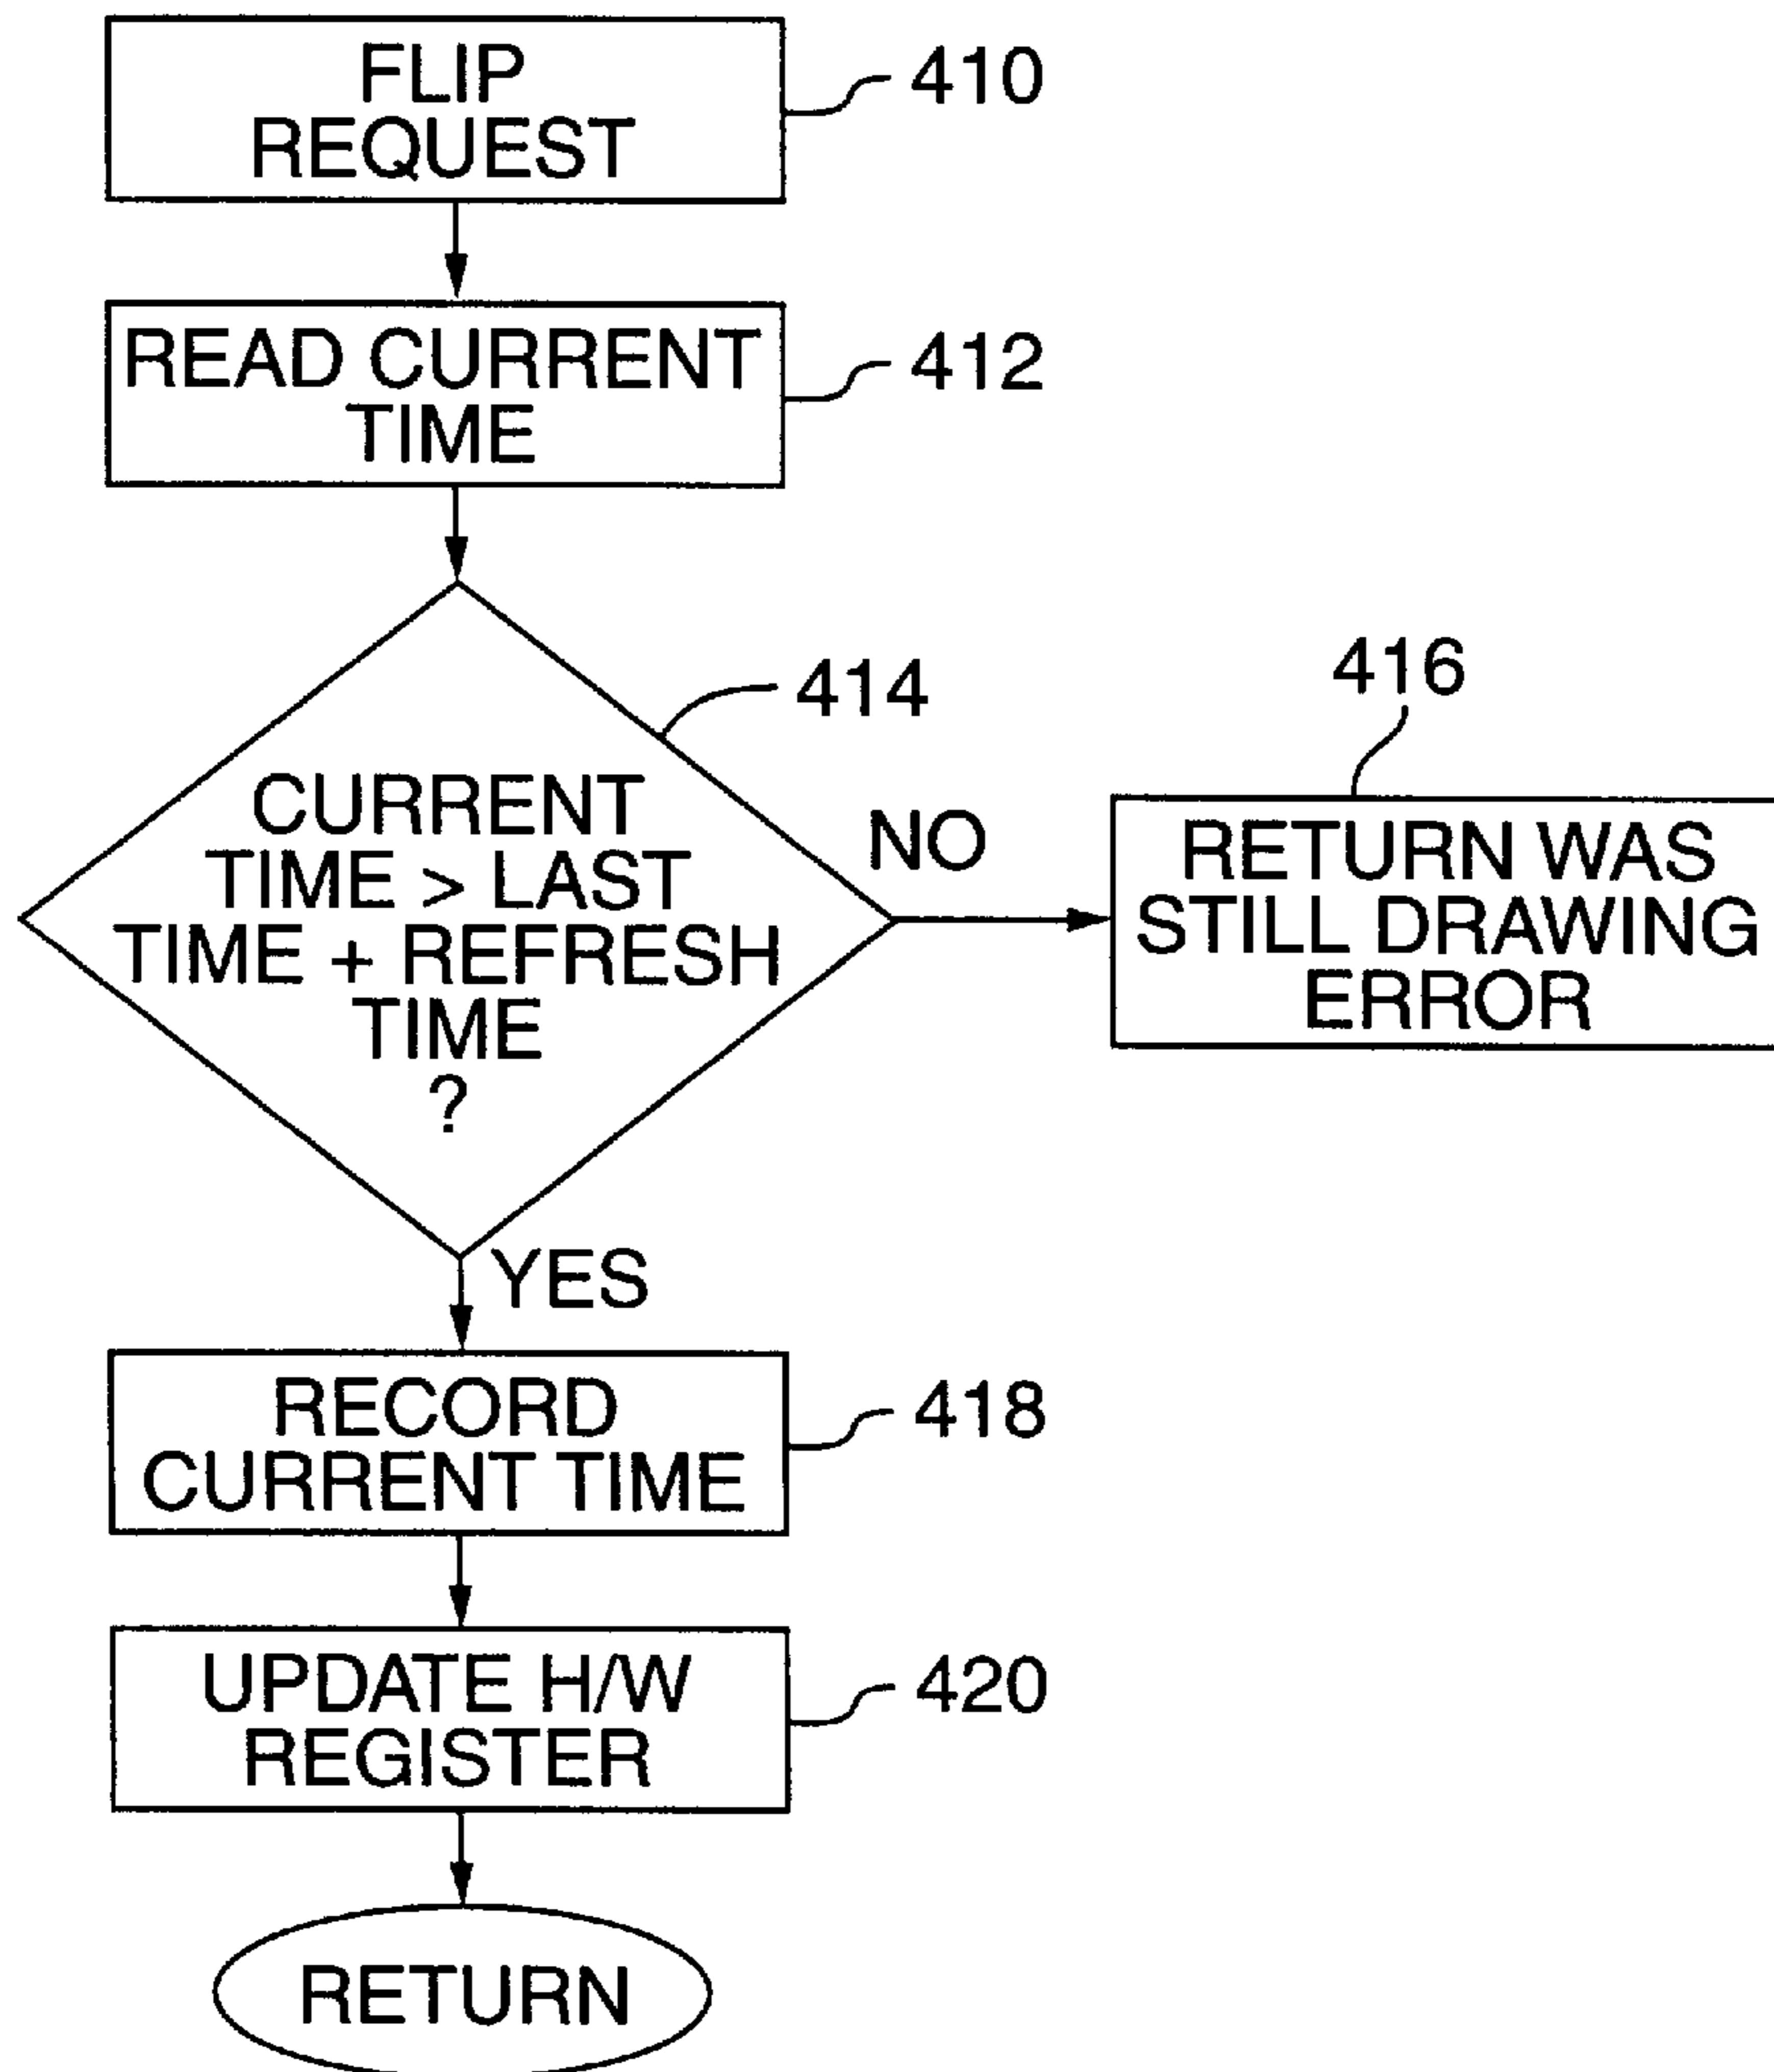 FLIP
REQUEST
410
READ CURRENT
TIME
412
CURRENT
TIME > LAST
TIME + REFRESH
TIME
?
414
NO
416
RETURN WAS
STILL DRAWING
ERROR
YES
RECORD
CURRENT TIME
418
UPDATE H/W
REGISTER
420
RETURN